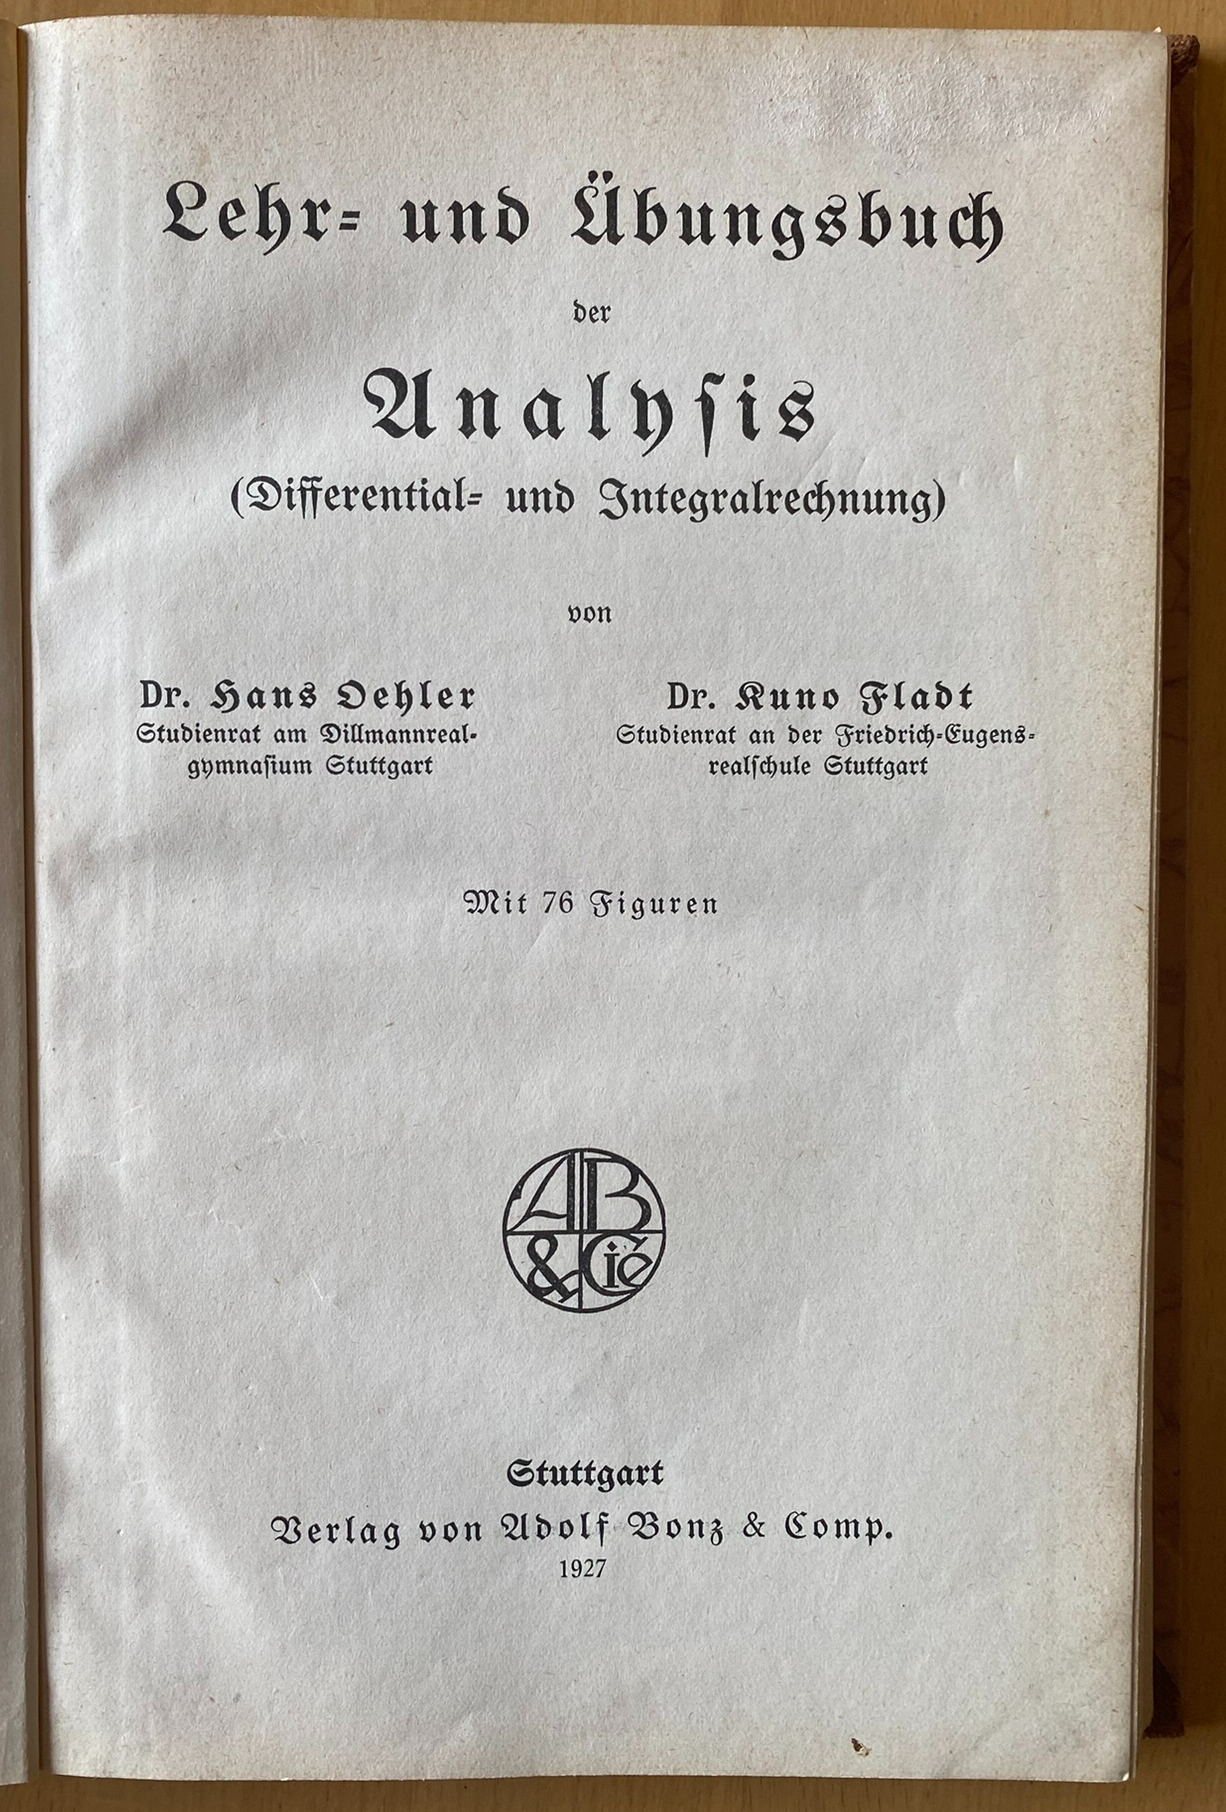 Lehr- und Übungsbuch
der
Analysis
(Differential- und Integralrechnung)
von
Dr. Hans Oehler
Studienrat am Dillmannreal-
gymnasium Stuttgart
Dr. Kuno Fladt
Studienrat an der Friedrich-Eugens-
realschule Stuttgart
Mit 76 Figuren
AB
& Cie
Stuttgart
Verlag von Adolf Bonz & Comp.
1927